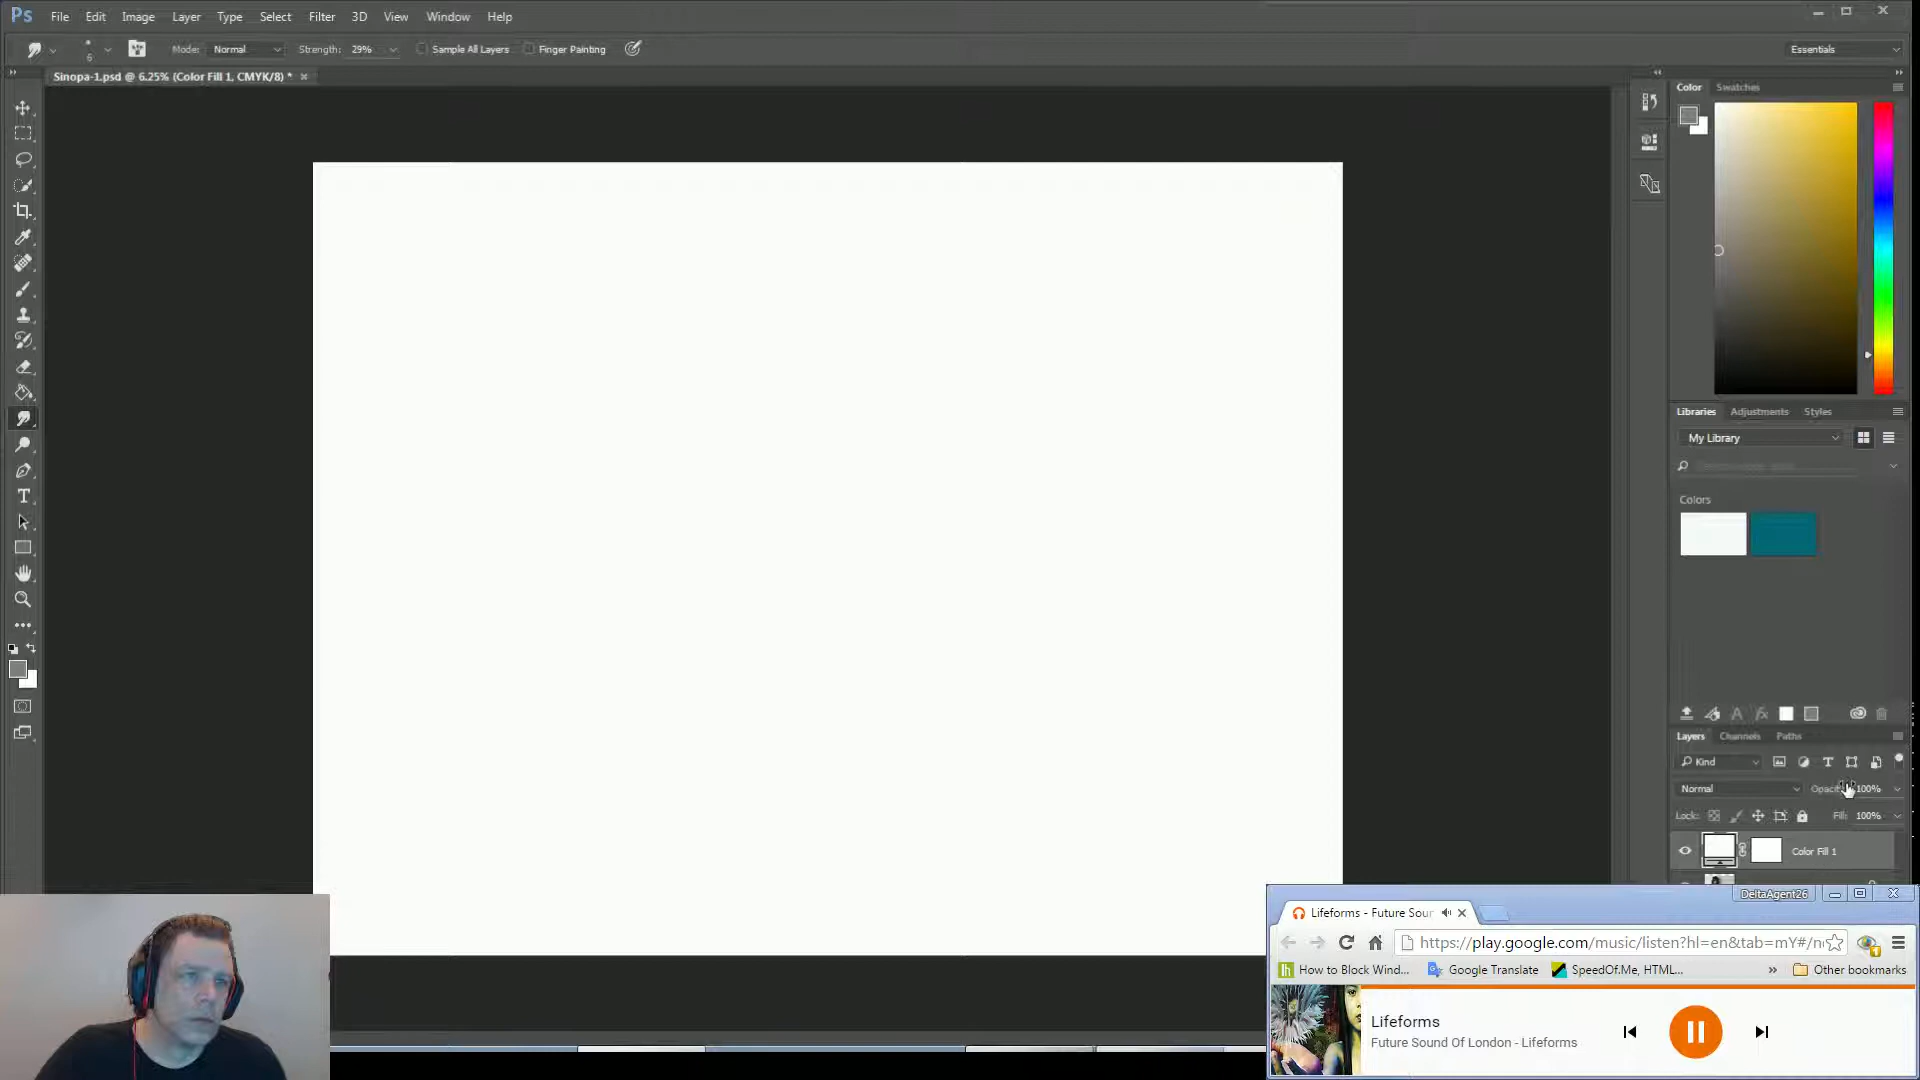 Ps File Edit Image Layer Type Select Filter 3D View Window Help
6 Mode: Normal Strength: 29% Sample All Layers Finger Painting Essentials
Sinopa-1.psd @ 6.25% (Color Fill 1, CMYK/8) *
Color Swatches
Libraries Adjustments Styles
My Library
Colors
Layers Channels Paths
Kind
Normal 100%
Lock: Fill: 100%
Color Fill 1
DeltaAgent26
Lifeforms - Future Sour
https://play.google.com/music/listen?hl=en&tab=mY#/n
How to Block Wind... Google Translate SpeedOf.Me, HTML... » Other bookmarks
Lifeforms
Future Sound Of London - Lifeforms